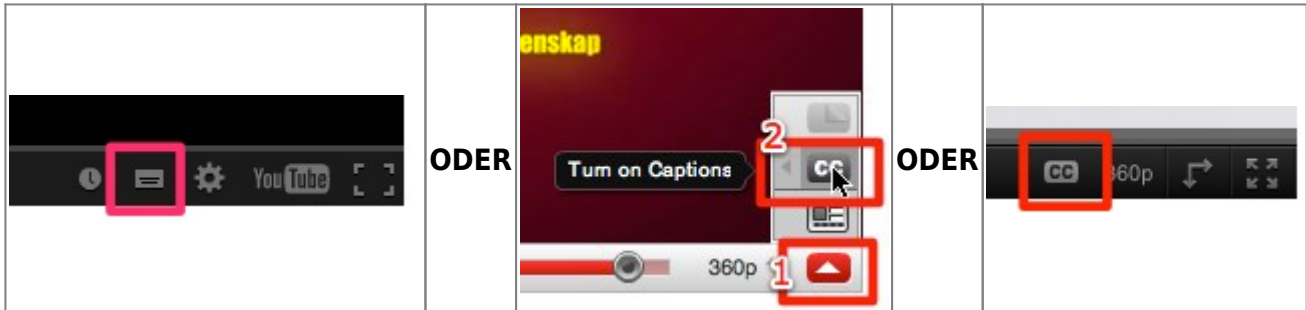 YouTube
ODER
enskap
2
Turn on Captions
CC
360p
1
ODER
CC
360p